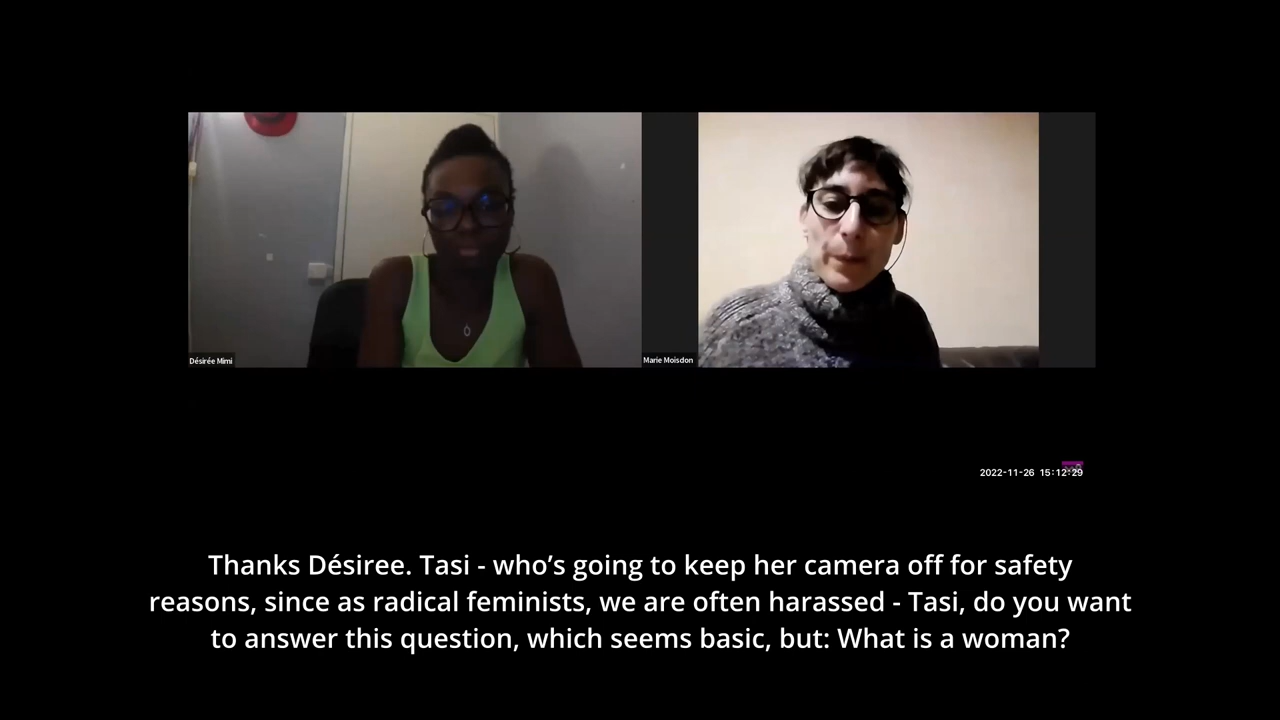 Désirée Mimi
Marie Moisdon
2022-11-26 15:12:29
Thanks Désiree. Tasi - who’s going to keep her camera off for safety
reasons, since as radical feminists, we are often harassed - Tasi, do you want
to answer this question, which seems basic, but: What is a woman?